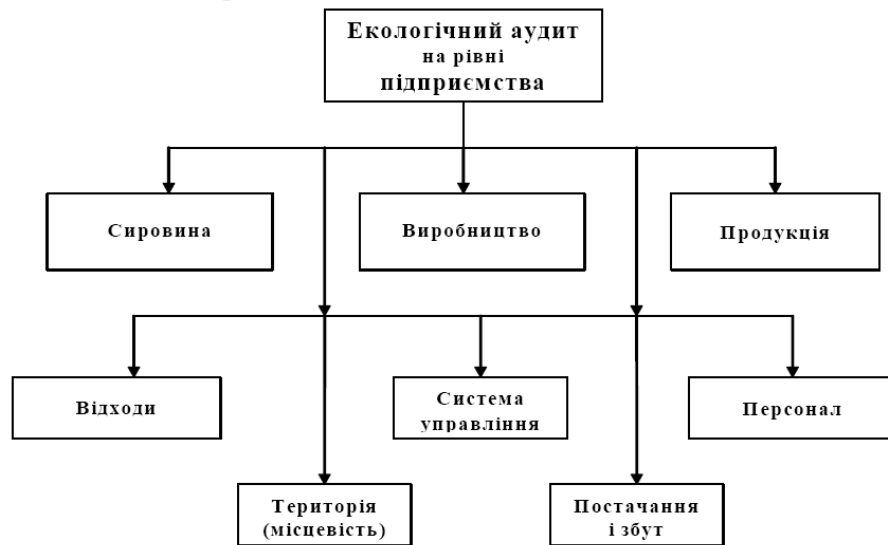 Екологічний аудит
на рівні
підприємства
Сировина
Виробництво
Продукція
Відходи
Система
управління
Персонал
Територія
(місцевість)
Постачання
і збут